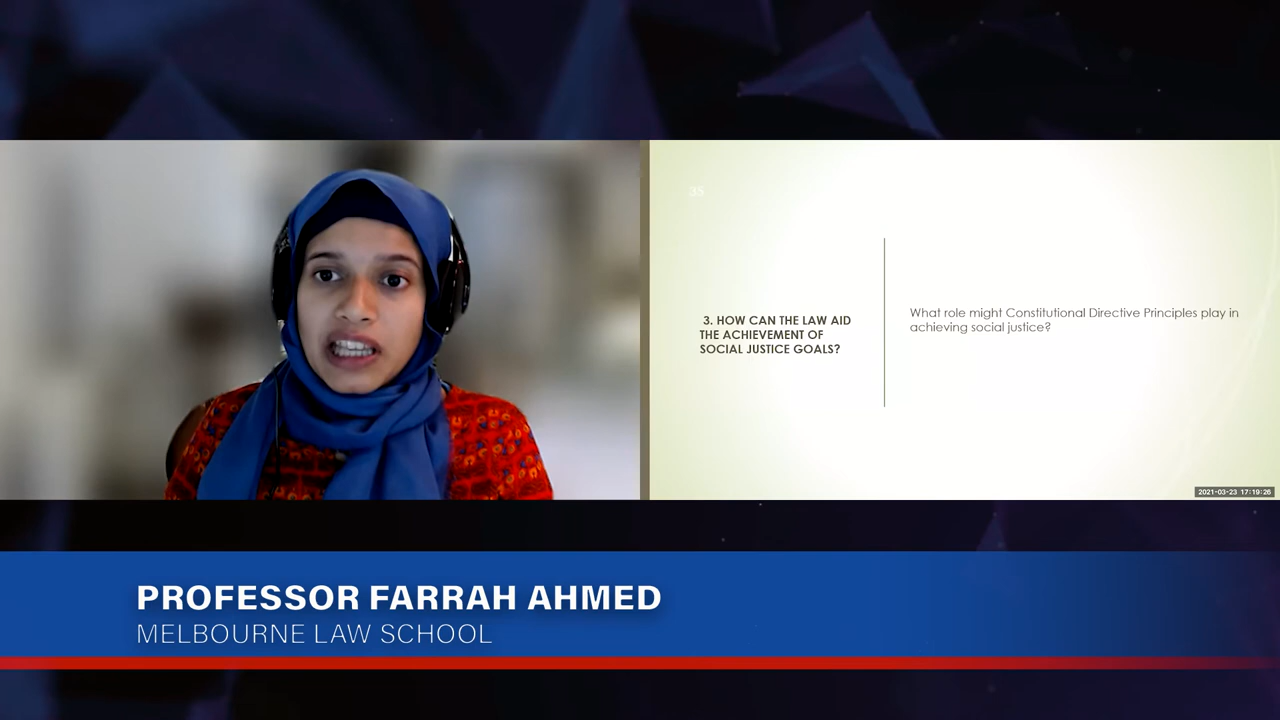 35
3. HOW CAN THE LAW AID
THE ACHIEVEMENT OF
SOCIAL JUSTICE GOALS?
What role might Constitutional Directive Principles play in
achieving social justice?
2021-03-23 17:19:26
PROFESSOR FARRAH AHMED
MELBOURNE LAW SCHOOL